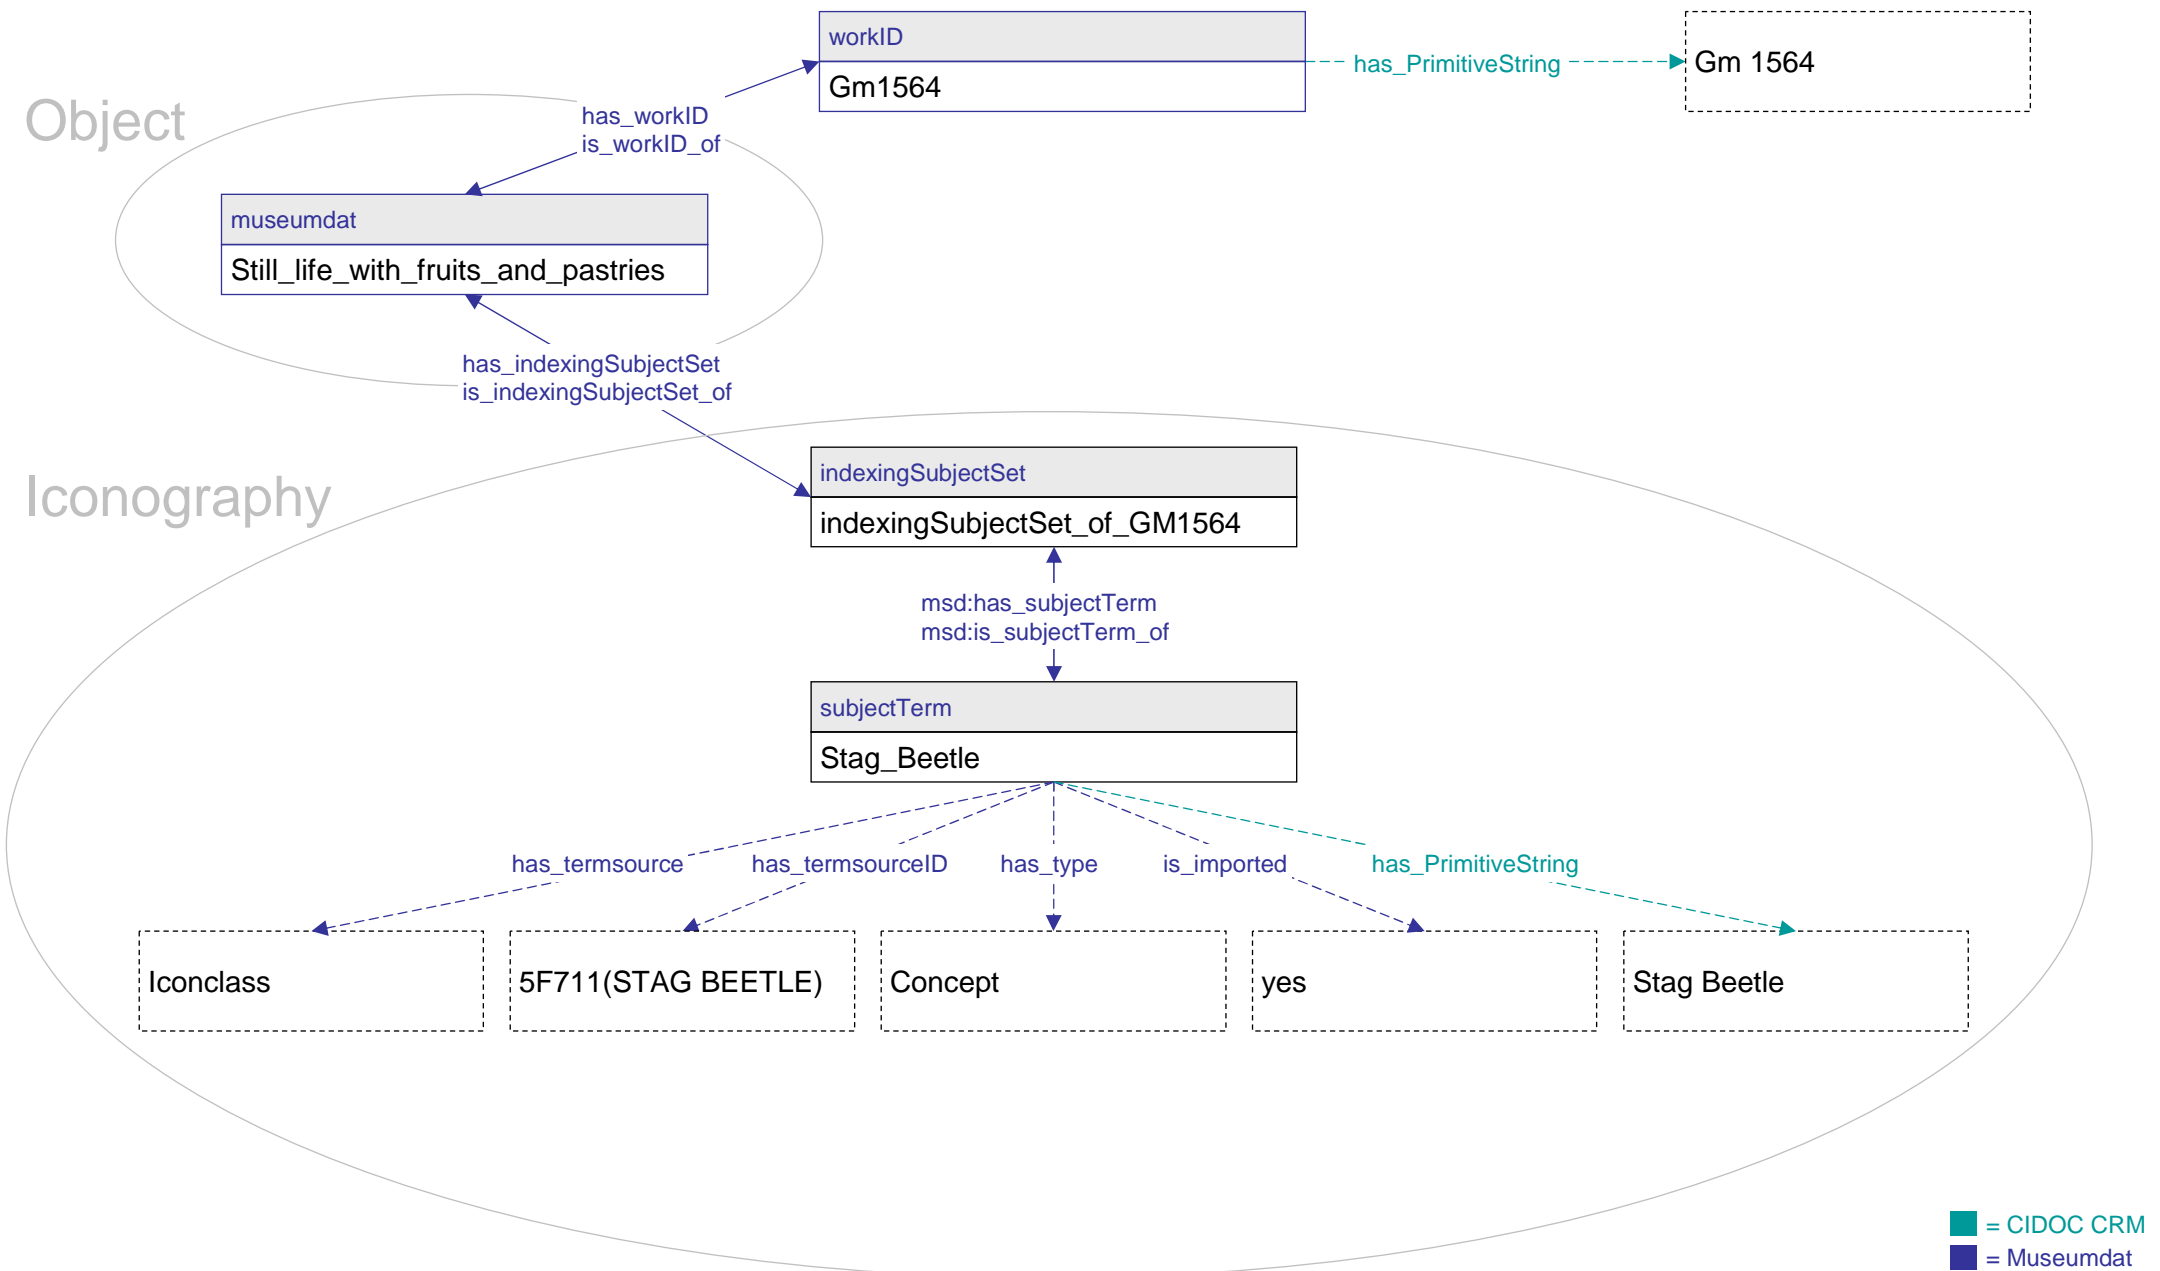 workID
Gm1564
has_PrimitiveString
Gm 1564
Object
has_workID
is_workID_of
museumdat
Still_life_with_fruits_and_pastries
has_indexingSubjectSet
is_indexingSubjectSet_of
Iconography
indexingSubjectSet
indexingSubjectSet_of_GM1564
msd:has_subjectTerm
msd:is_subjectTerm_of
subjectTerm
Stag_Beetle
has_termsource
has_termsourceID
has_type
is_imported
has_PrimitiveString
Iconclass
5F711(STAG BEETLE)
Concept
yes
Stag Beetle
= CIDOC CRM
= Museumdat